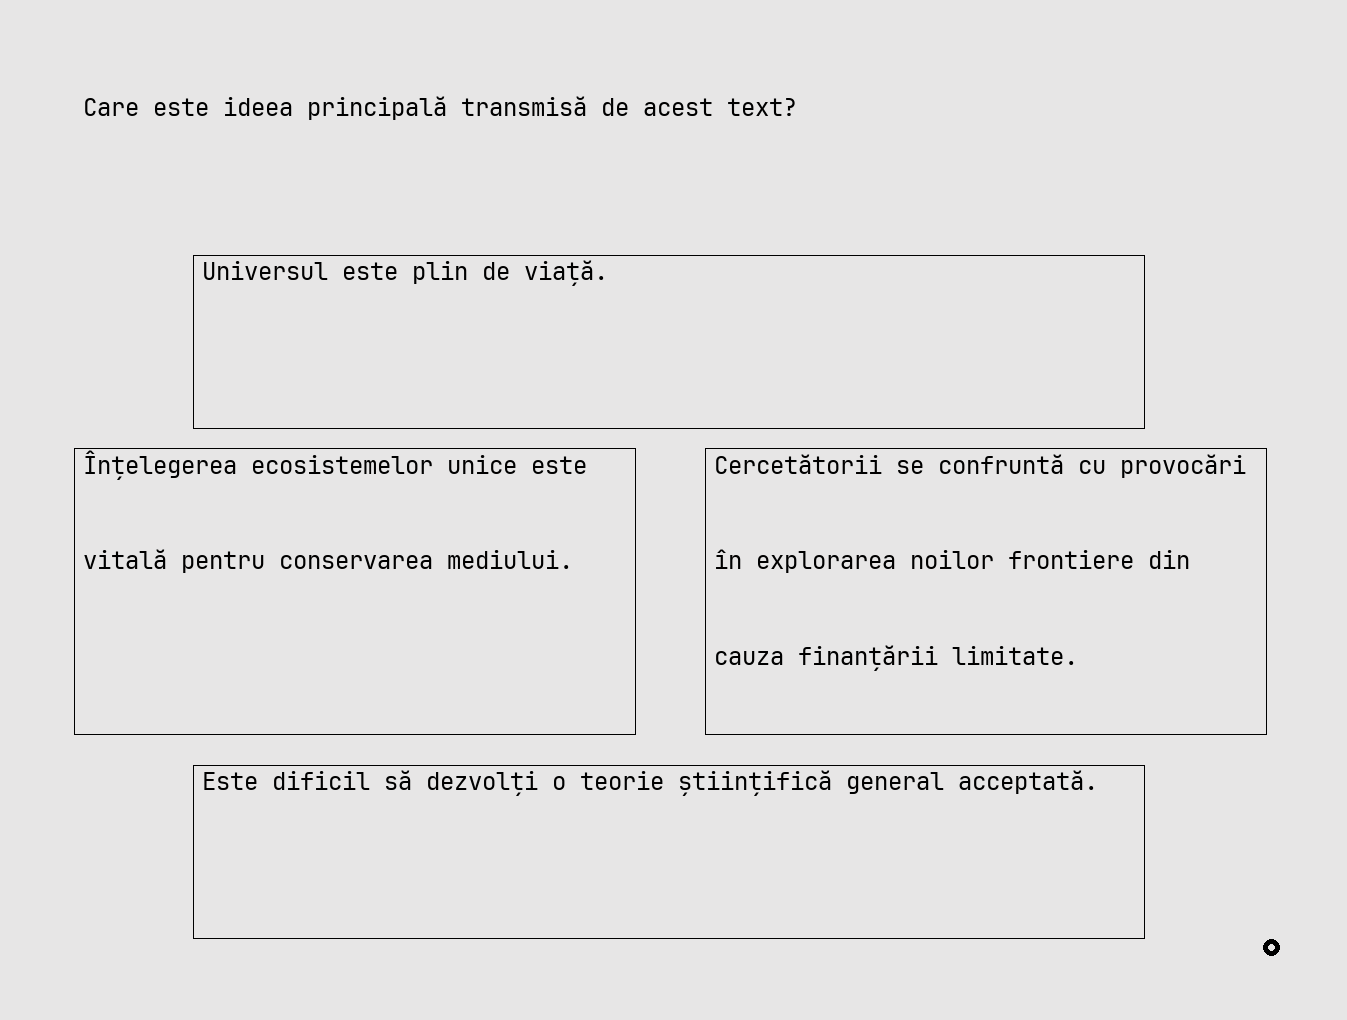 Care este ideea principală transmisă de acest text?
Universul este plin de viață.
Înțelegerea ecosistemelor unice este
vitală pentru conservarea mediului.
Cercetătorii se confruntă cu provocări
în explorarea noilor frontiere din
cauza finanțării limitate.
Este dificil să dezvolți o teorie științifică general acceptată.